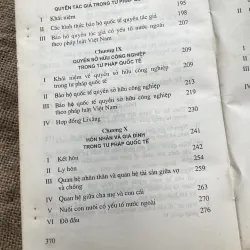 QUYỀN TÁC GIẢ TRONG TƯ PHÁP QUỐC TẾ
I Khái niệm 195
II Các hình thức bảo hộ quốc tế quyền tác giả 198
III Bảo hộ quyền tác giả có yếu tố nước ngoài theo pháp luật Việt Nam 205
Chương IX
QUYỀN SỞ HỮU CÔNG NGHIỆP
TRONG TƯ PHÁP QUỐC TẾ 209
I Khái niệm về quyền sở hữu công nghiệp
trong tư pháp quốc tế 209
II Bảo hộ quốc tế quyền sở hữu công nghiệp 213
III Bảo hộ quyền sở hữu công nghiệp
theo pháp luật Việt Nam 219
IV Hợp đồng Li-xăng 230
Chương X
HÔN NHÂN VÀ GIA ĐÌNH
TRONG TƯ PHÁP QUỐC TẾ 241
I Kết hôn 244
II Ly hôn 254
III Quan hệ nhân thân và quan hệ tài sản giữa vợ
và chồng 259
IV Quan hệ giữa cha mẹ và con cái 263
V Nuôi con nuôi có yếu tố nước ngoài 270
VI Đỡ đầu 276
370